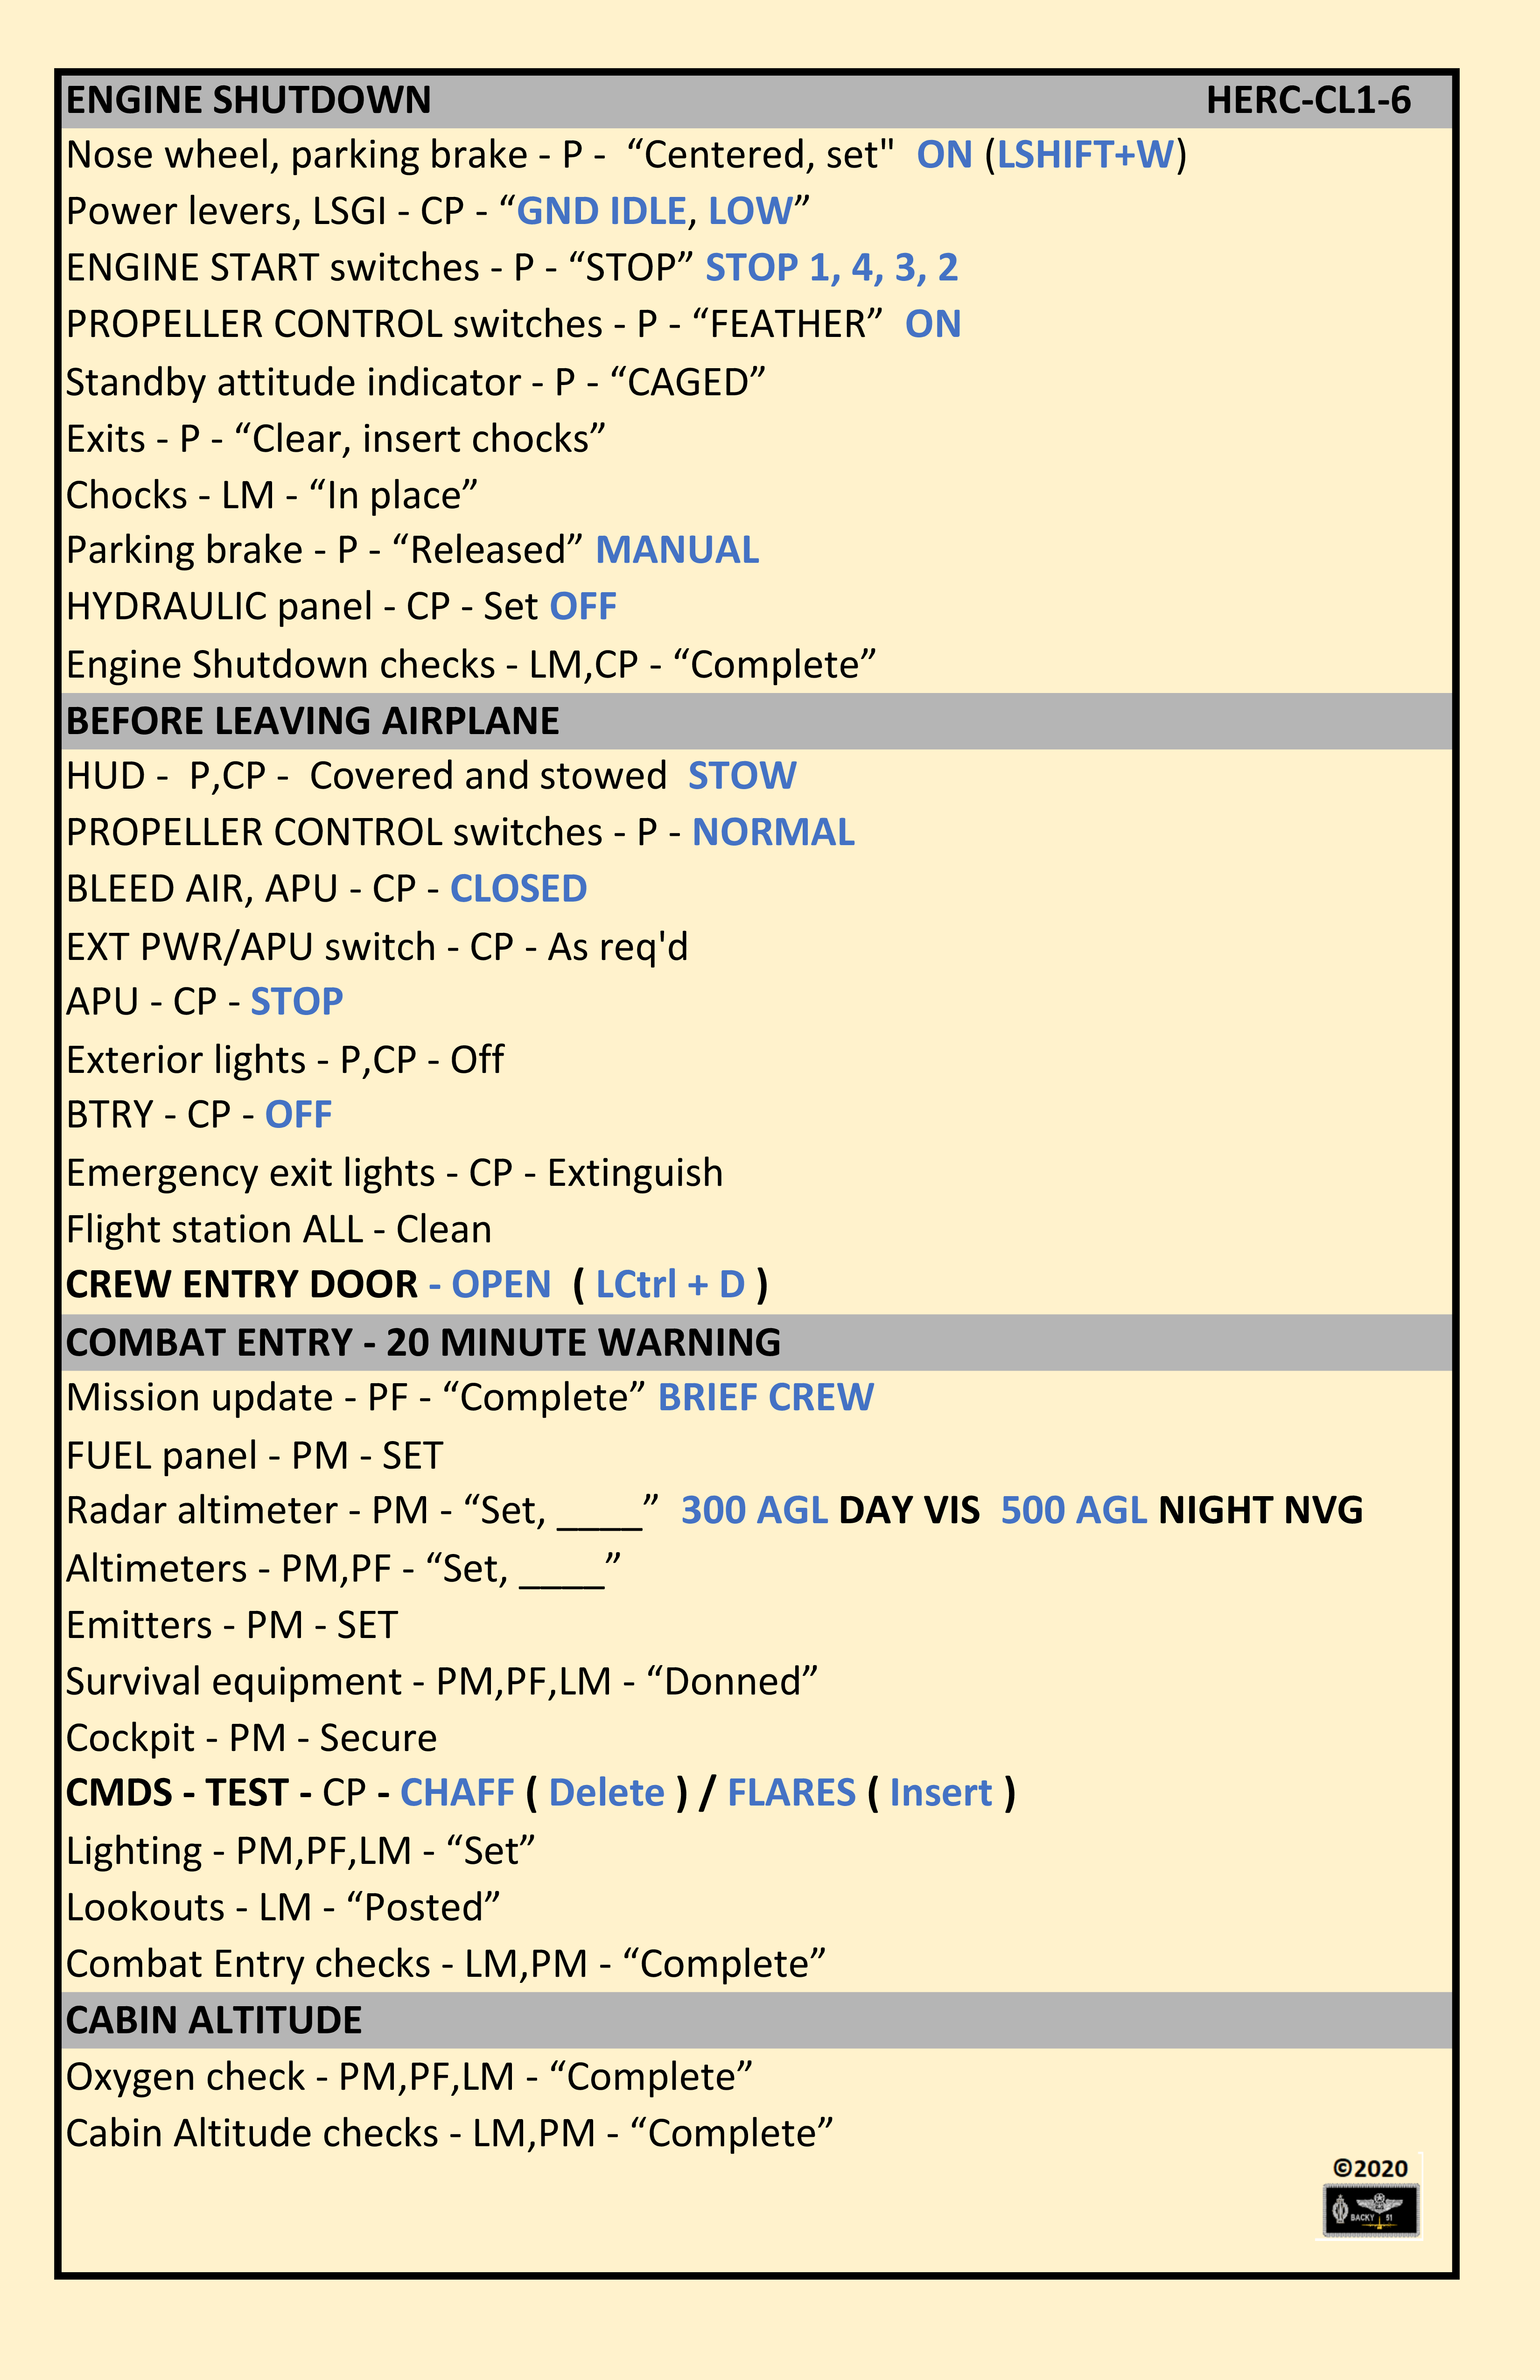 ENGINE SHUTDOWN HERC-CL1-6
Nose wheel, parking brake - P -  “Centered, set"  ON (LSHIFT+W)
Power levers, LSGI - CP - “GND IDLE, LOW”
ENGINE START switches - P - “STOP” STOP 1, 4, 3, 2
PROPELLER CONTROL switches - P - “FEATHER”  ON
Standby attitude indicator - P - “CAGED”
Exits - P - “Clear, insert chocks”
Chocks - LM - “In place”
Parking brake - P - “Released” MANUAL
HYDRAULIC panel - CP - Set OFF
Engine Shutdown checks - LM,CP - “Complete”
BEFORE LEAVING AIRPLANE
HUD -  P,CP -  Covered and stowed  STOW
PROPELLER CONTROL switches - P - NORMAL
BLEED AIR, APU - CP - CLOSED
EXT PWR/APU switch - CP - As req'd
APU - CP - STOP
Exterior lights - P,CP - Off
BTRY - CP - OFF
Emergency exit lights - CP - Extinguish
Flight station ALL - Clean
CREW ENTRY DOOR - OPEN  ( LCtrl + D )
COMBAT ENTRY - 20 MINUTE WARNING
Mission update - PF - “Complete” BRIEF CREW
FUEL panel - PM - SET
Radar altimeter - PM - “Set, ____”  300 AGL DAY VIS  500 AGL NIGHT NVG
Altimeters - PM,PF - “Set, ____”
Emitters - PM - SET
Survival equipment - PM,PF,LM - “Donned”
Cockpit - PM - Secure
CMDS - TEST - CP - CHAFF ( Delete ) / FLARES ( Insert )
Lighting - PM,PF,LM - “Set”
Lookouts - LM - “Posted”
Combat Entry checks - LM,PM - “Complete”
CABIN ALTITUDE
Oxygen check - PM,PF,LM - “Complete”
Cabin Altitude checks - LM,PM - “Complete”
©2020
BACKY 51